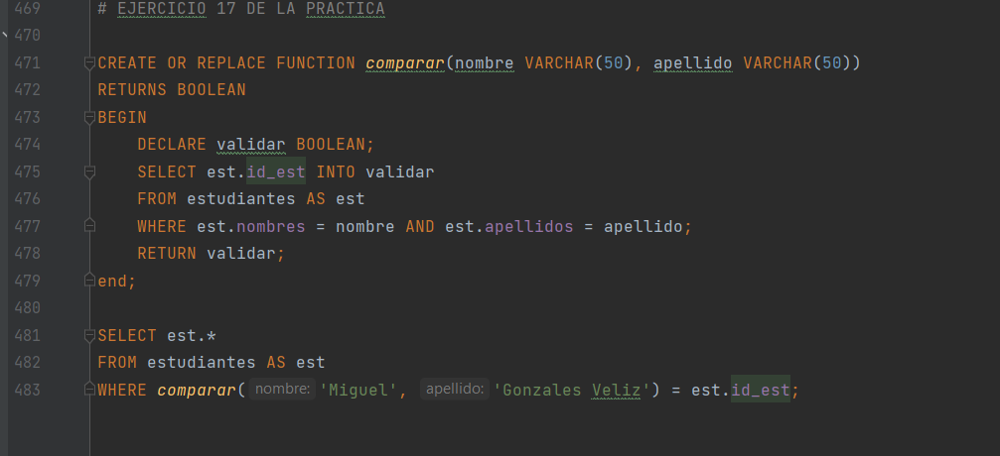 469 # EJERCICIO 17 DE LA PRACTICA
470
471 CREATE OR REPLACE FUNCTION comparar(nombre VARCHAR(50), apellido VARCHAR(50))
472 RETURNS BOOLEAN
473 BEGIN
474     DECLARE validar BOOLEAN;
475     SELECT est.id_est INTO validar
476     FROM estudiantes AS est
477     WHERE est.nombres = nombre AND est.apellidos = apellido;
478     RETURN validar;
479 end;
480
481 SELECT est.*
482 FROM estudiantes AS est
483 WHERE comparar( nombre: 'Miguel', apellido: 'Gonzales Veliz') = est.id_est;